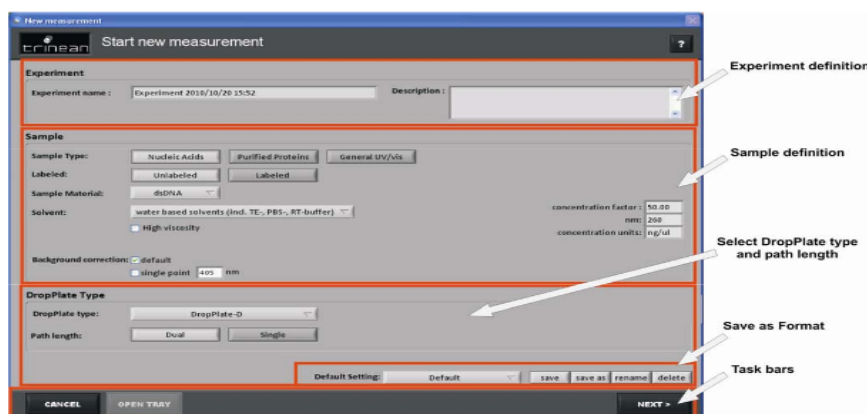 New measurement
trinean Start new measurement ?
Experiment
Experiment name : Experiment 2010/10/20 15:52 Description :
Experiment definition
Sample
Sample Type: Nucleic Acids Purified Proteins General UV/vis
Sample definition
Labeled: Unlabeled Labeled
Sample Material: dsDNA
Solvent: water based solvents (incl. TE-, PBS-, RT-buffer)
High viscosity
concentration factor : 50.00
nm: 260
concentration units: ng/ul
Background correction: default
single point 405 nm
Select DropPlate type
and path length
DropPlate Type
DropPlate type: DropPlate-D
Path length: Dual Single
Save as Format
Default Setting: Default save save as rename delete
Task bars
CANCEL OPEN TRAY NEXT >